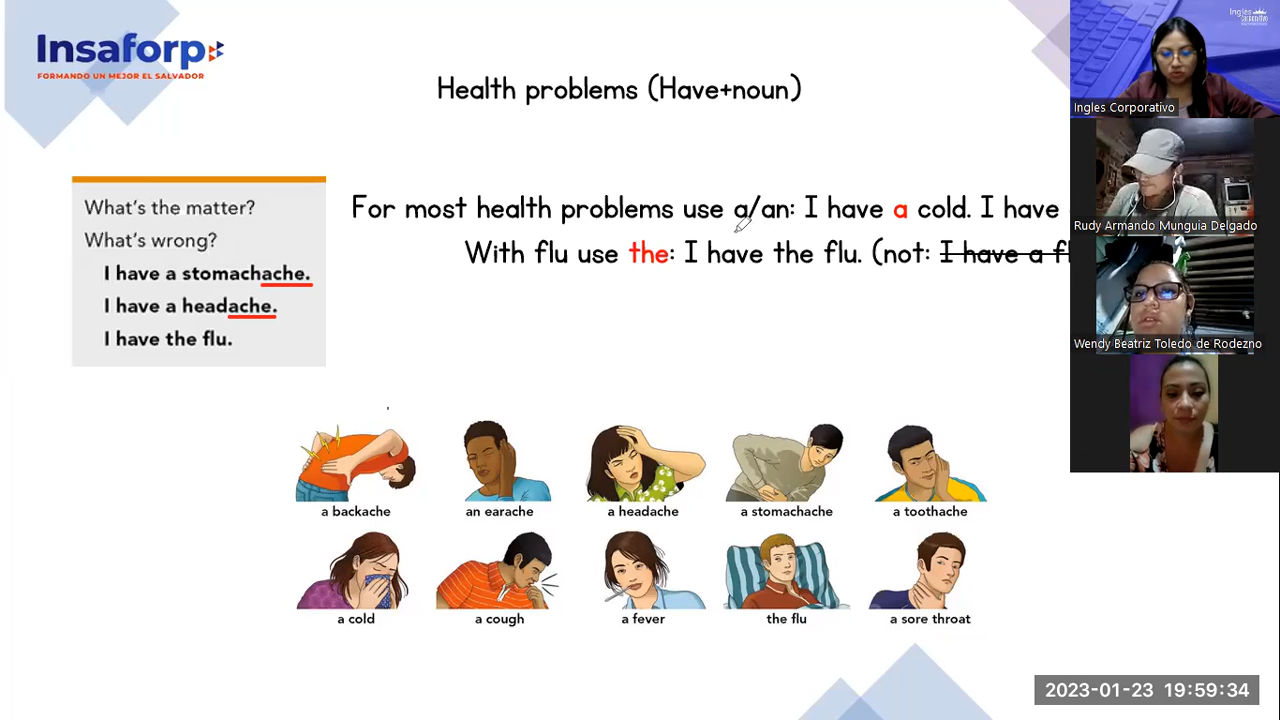 Insaforp
FORMANDO UN MEJOR EL SALVADOR
Health problems (Have+noun)
What's the matter?
What's wrong?
I have a stomachache.
I have a headache.
I have the flu.
For most health problems use a/an: I have a cold. I have
With flu use the: I have the flu. (not: I have a fl
a backache
an earache
a headache
a stomachache
a toothache
a cold
a cough
a fever
the flu
a sore throat
Ingles Corporativo
Rudy Armando Munguia Delgado
Wendy Beatriz Toledo de Rodezno
2023-01-23 19:59:34